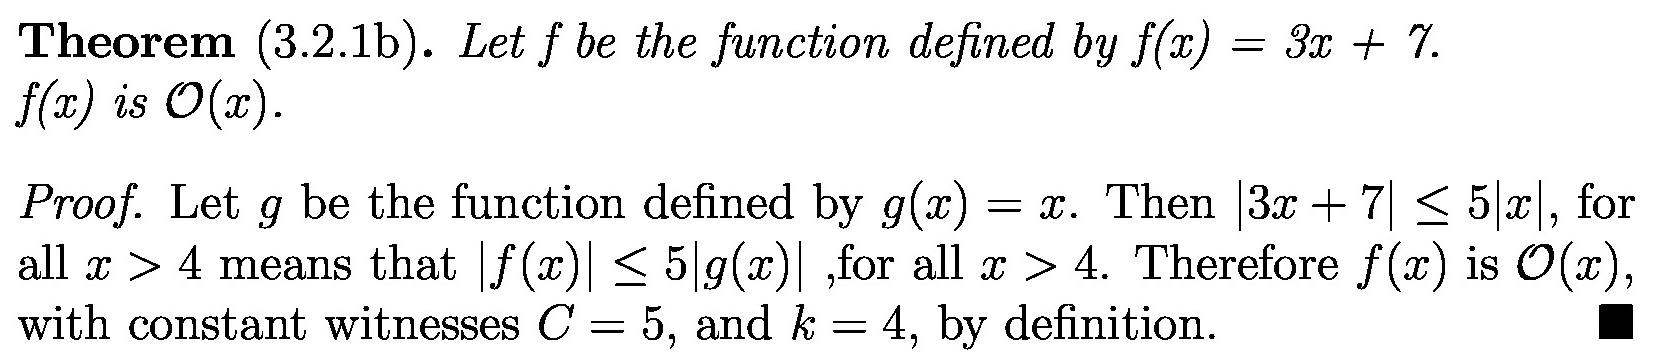 Theorem (3.2.1b). Let f be the function defined by f(x) = 3x + 7.
f(x) is 𝒪(x).
Proof. Let g be the function defined by g(x) = x. Then |3x + 7| ≤ 5|x|, for
all x > 4 means that |f(x)| ≤ 5|g(x)| ,for all x > 4. Therefore f(x) is 𝒪(x),
with constant witnesses C = 5, and k = 4, by definition. ■